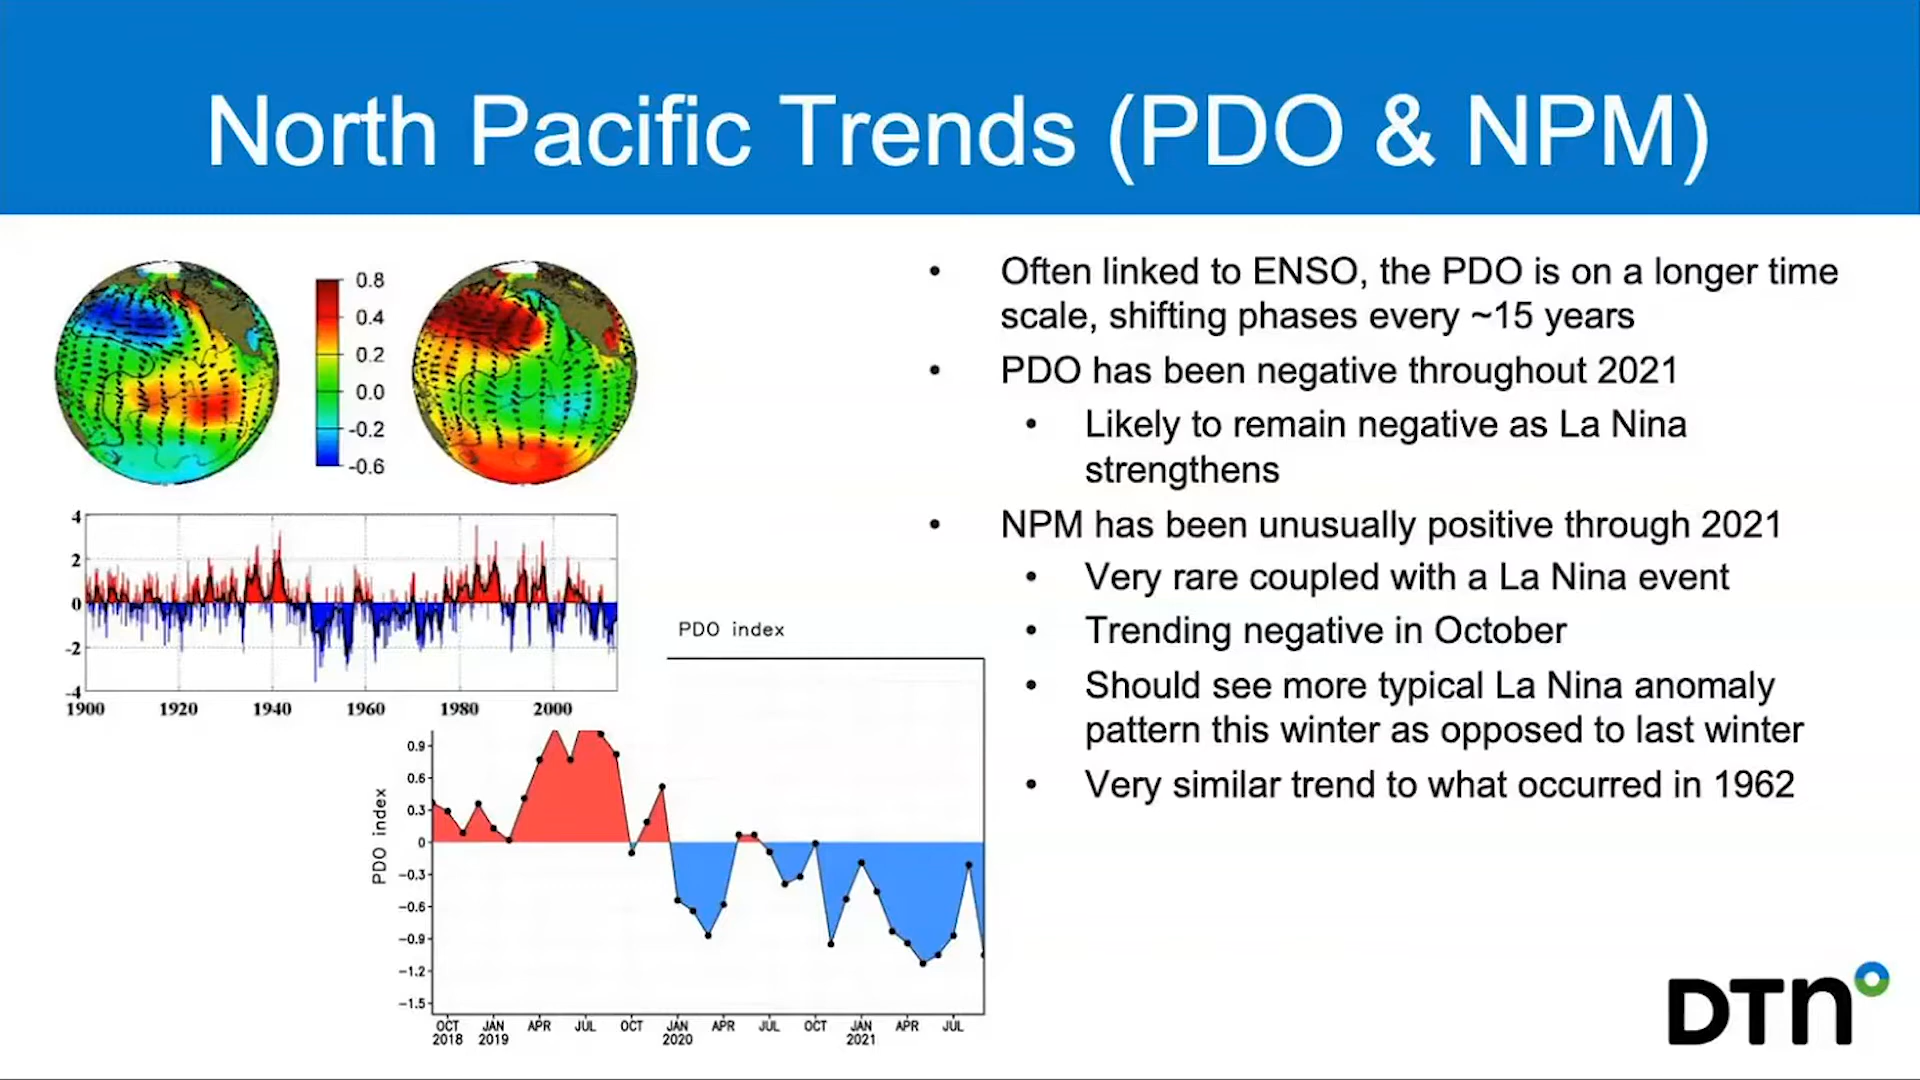 North Pacific Trends (PDO & NPM)
0.8
0.4
0.2
0.0
-0.2
-0.6
4
2
0
-2
-4
1900 1920 1940 1960 1980 2000
PDO index
PDO index
0.9
0.6
0.3
0
-0.3
-0.6
-0.9
-1.2
-1.5
OCT JAN APR JUL OCT JAN APR JUL OCT JAN APR JUL
2018 2019 2020 2021
• Often linked to ENSO, the PDO is on a longer time
scale, shifting phases every ~15 years
• PDO has been negative throughout 2021
• Likely to remain negative as La Nina
strengthens
• NPM has been unusually positive through 2021
• Very rare coupled with a La Nina event
• Trending negative in October
• Should see more typical La Nina anomaly
pattern this winter as opposed to last winter
• Very similar trend to what occurred in 1962
DTN